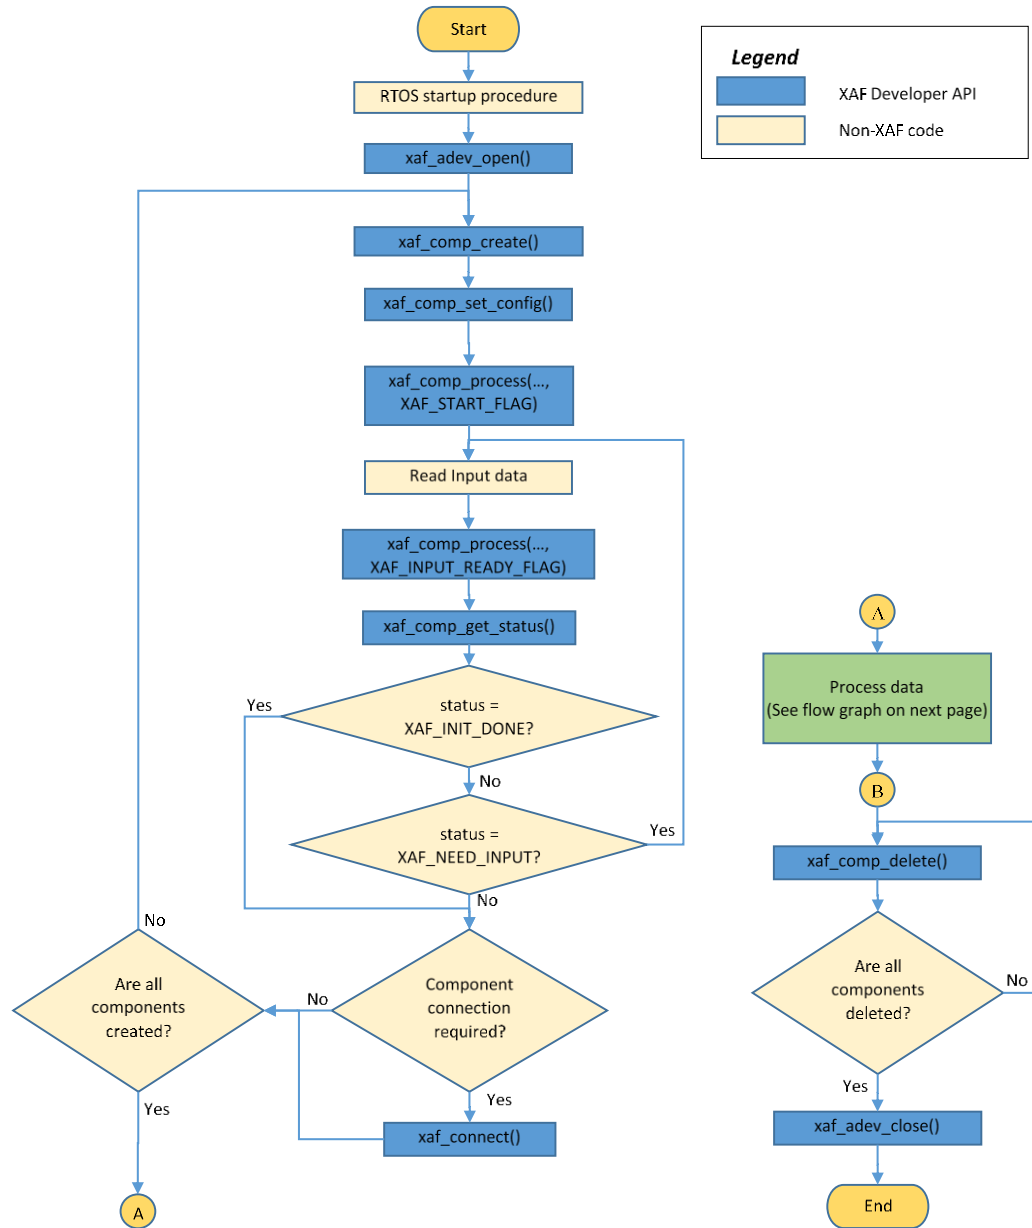 Start
RTOS startup procedure
xaf_adev_open()
xaf_comp_create()
xaf_comp_set_config()
xaf_comp_process(...,
XAF_START_FLAG)
Read Input data
xaf_comp_process(...,
XAF_INPUT_READY_FLAG)
xaf_comp_get_status()
Yes
status =
XAF_INIT_DONE?
No
status =
XAF_NEED_INPUT?
Yes
No
Component
connection
required?
No
Yes
xaf_connect()
No
Are all
components
created?
Yes
A
Legend
XAF Developer API
Non-XAF code
A
Process data
(See flow graph on next page)
B
xaf_comp_delete()
Are all
components
deleted?
No
Yes
xaf_adev_close()
End